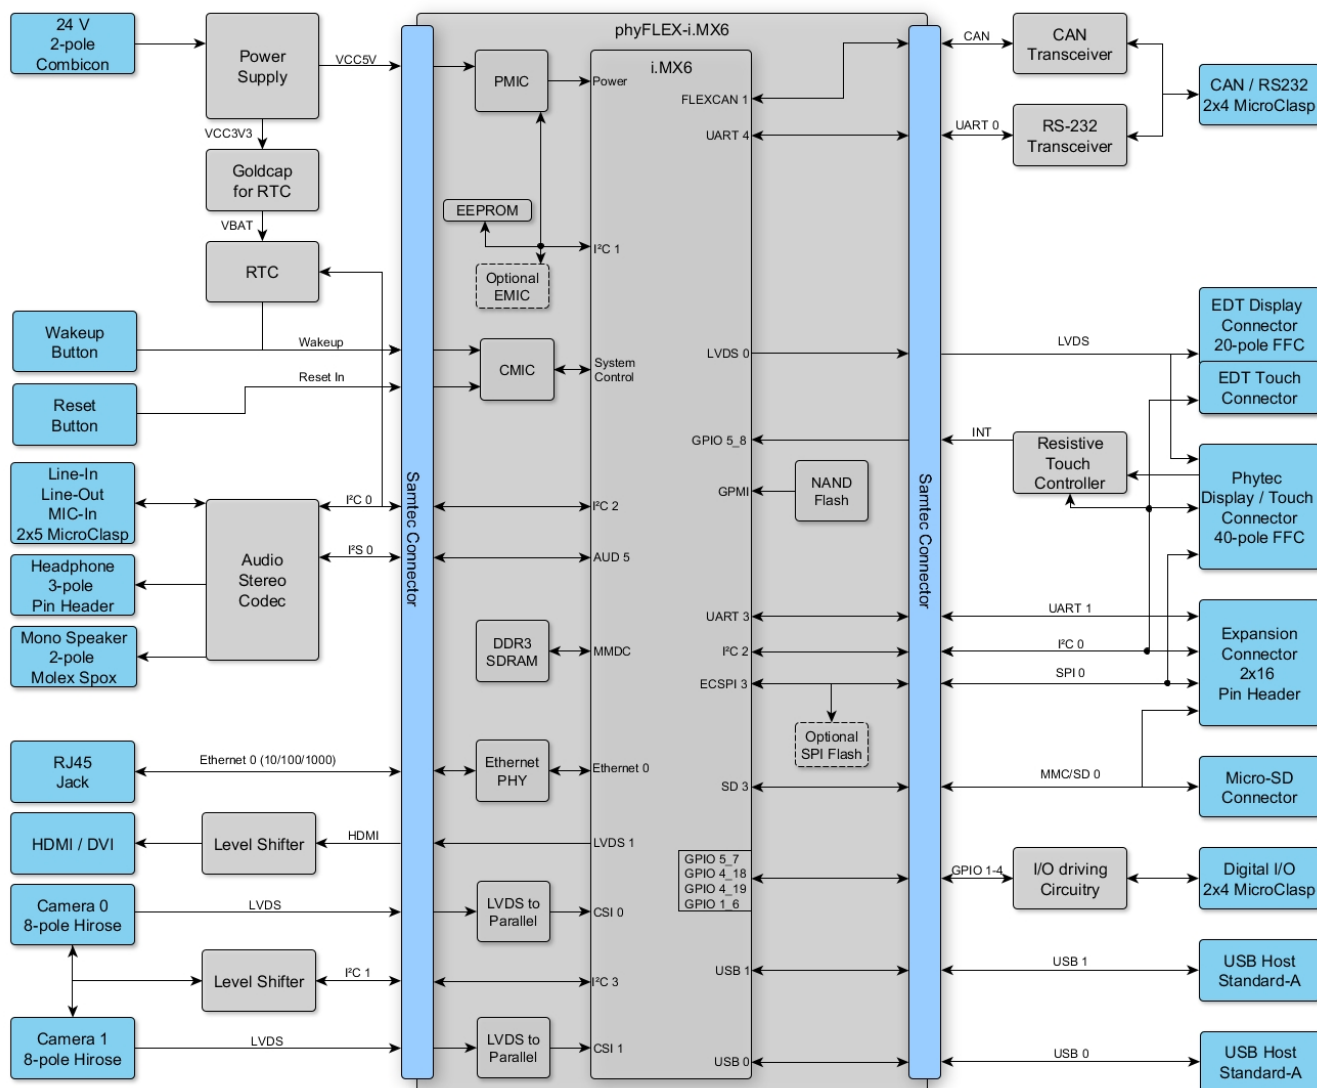 24 V
2-pole
Combicon
Power
Supply
VCC5V
VCC3V3
Goldcap
for RTC
VBAT
RTC
Wakeup
Button
Wakeup
Reset
Button
Reset In
Line-In
Line-Out
MIC-In
2x5 MicroClasp
Headphone
3-pole
Pin Header
Mono Speaker
2-pole
Molex Spox
Audio
Stereo
Codec
I²C 0
I²S 0
RJ45
Jack
Ethernet 0 (10/100/1000)
HDMI / DVI
Level Shifter
HDMI
Camera 0
8-pole Hirose
LVDS
Level Shifter
I²C 1
Camera 1
8-pole Hirose
LVDS
Samtec Connector
phyFLEX-i.MX6
i.MX6
PMIC
Power
EEPROM
I²C 1
Optional
EMIC
CMIC
System
Control
I²C 2
AUD 5
DDR3
SDRAM
MMDC
Ethernet
PHY
Ethernet 0
LVDS 1
LVDS to
Parallel
CSI 0
I²C 3
LVDS to
Parallel
CSI 1
FLEXCAN 1
UART 4
LVDS 0
GPIO 5_8
GPMI
NAND
Flash
UART 3
I²C 2
ECSPI 3
Optional
SPI Flash
SD 3
GPIO 5_7
GPIO 4_18
GPIO 4_19
GPIO 1_6
USB 1
USB 0
Samtec Connector
CAN
CAN
Transceiver
UART 0
RS-232
Transceiver
CAN / RS232
2x4 MicroClasp
LVDS
EDT Display
Connector
20-pole FFC
EDT Touch
Connector
INT
Resistive
Touch
Controller
Phytec
Display / Touch
Connector
40-pole FFC
UART 1
I²C 0
SPI 0
Expansion
Connector
2x16
Pin Header
MMC/SD 0
Micro-SD
Connector
GPIO 1-4
I/O driving
Circuitry
Digital I/O
2x4 MicroClasp
USB 1
USB Host
Standard-A
USB 0
USB Host
Standard-A